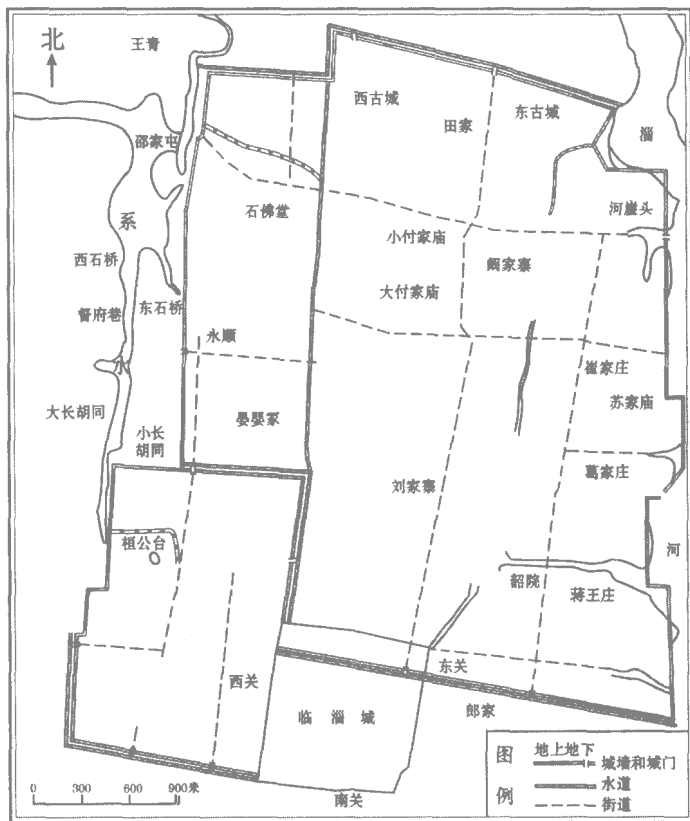 北
王青
西古城
东古城
田家
淄
邵家屯
系
石佛堂
河崖头
小付家庙
阚家寨
西石桥
大付家庙
东石桥
督府巷
永顺
水
崔家庄
苏家庙
大长胡同
晏婴冢
小长
胡同
葛家庄
刘家寨
桓公台
河
韶院
蒋王庄
东关
西关
临淄城
郎家
南关
0 300 600 900米
图例
地上地下
城墙和城门
水道
街道